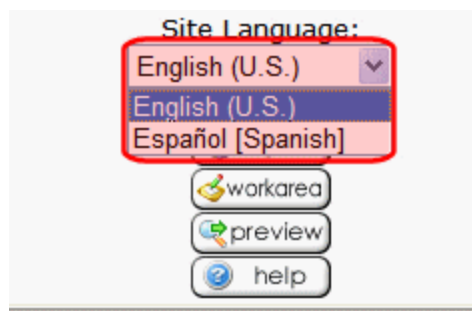 Site Language:
English (U.S.)
English (U.S.)
Español [Spanish]
workarea
preview
? help